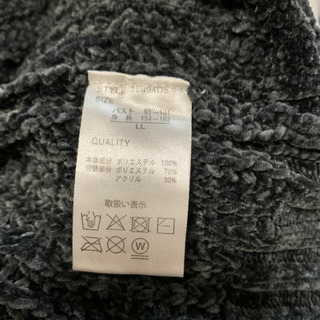 STYLE
SIZE
バスト
身 長 154-162
LL
QUALITY
本体部分 ポリエステル 100%
切替部分 ポリエステル 70%
アクリル 30%
取扱い表示
W